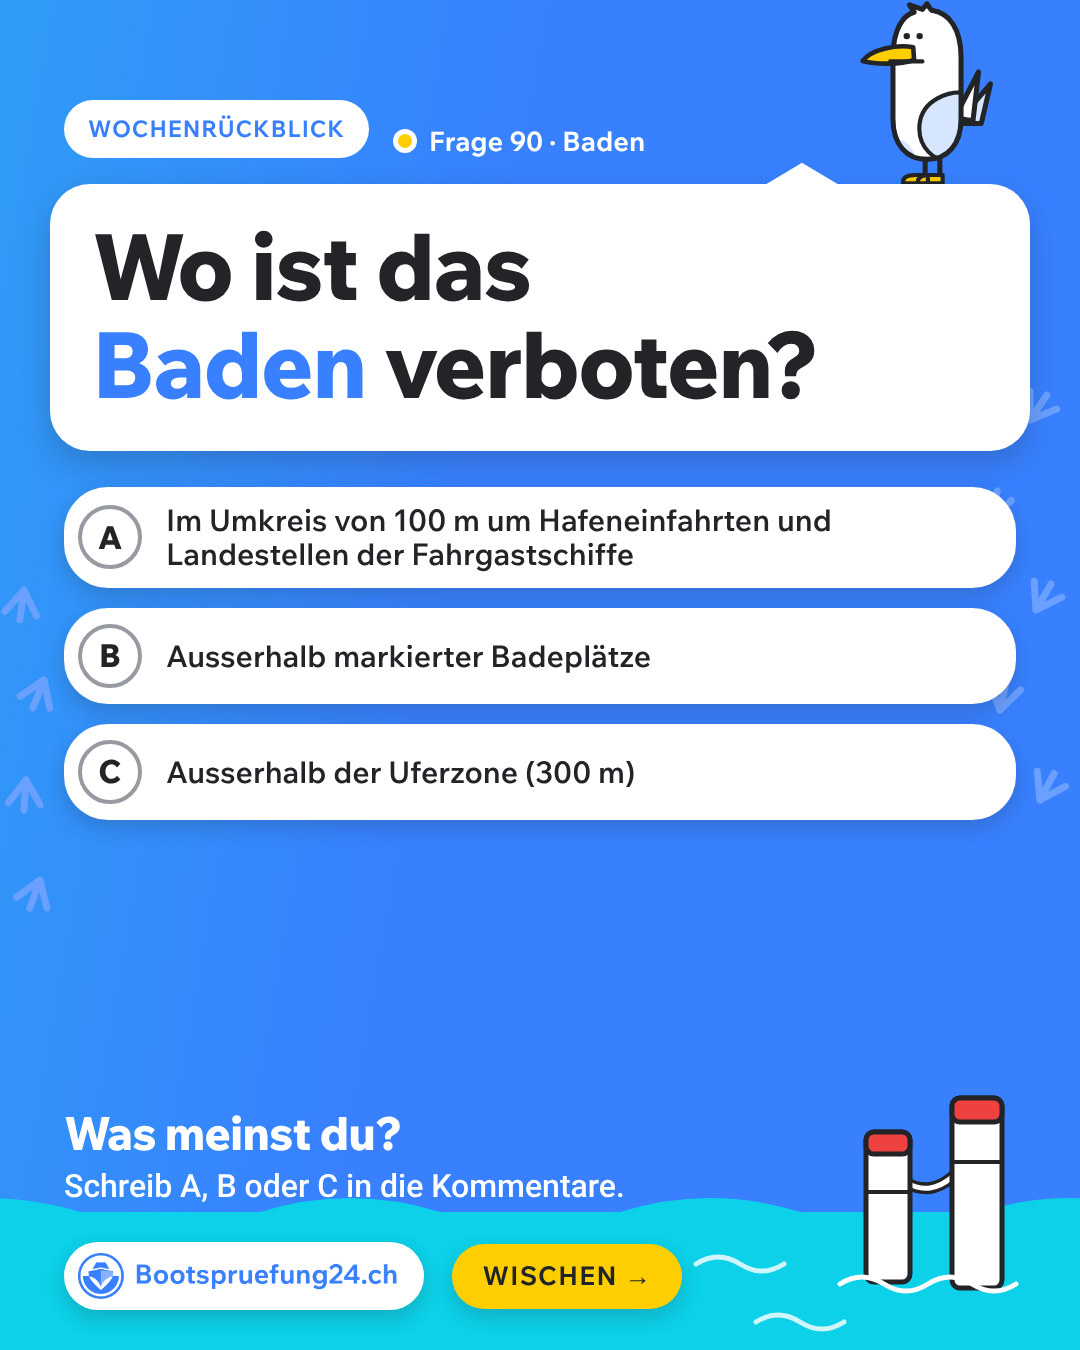 WOCHENRÜCKBLICK
Frage 90 · Baden
Wo ist das
Baden verboten?
A
Im Umkreis von 100 m um Hafeneinfahrten und
Landestellen der Fahrgastschiffe
B
Ausserhalb markierter Badeplätze
C
Ausserhalb der Uferzone (300 m)
Was meinst du?
Schreib A, B oder C in die Kommentare.
Bootspruefung24.ch
WISCHEN →